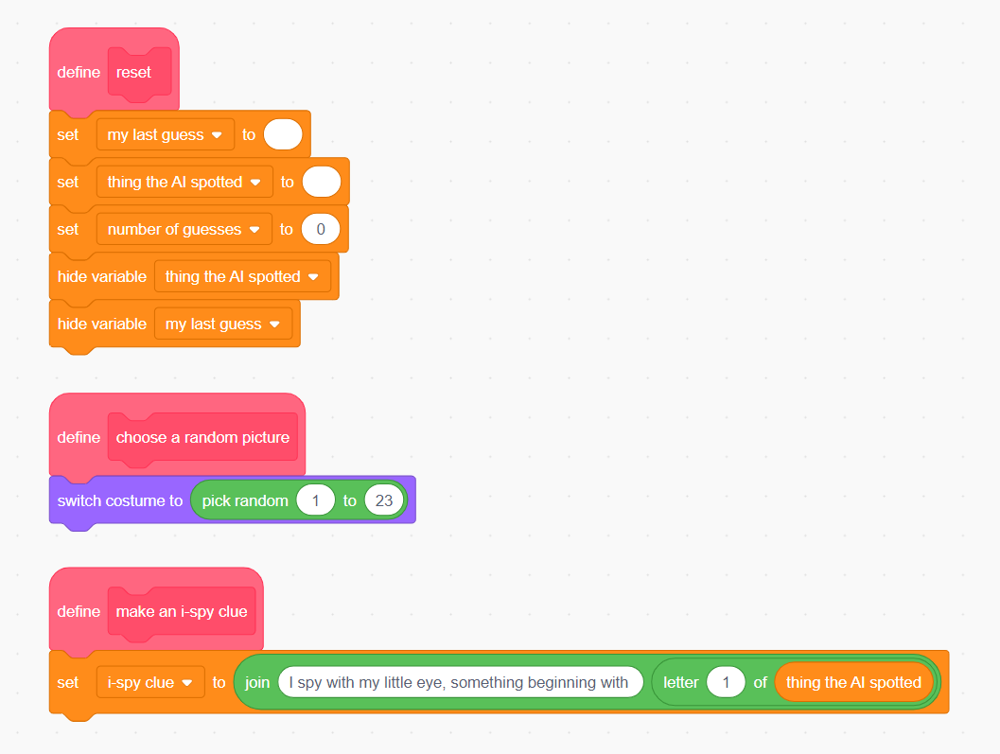 define reset
set my last guess to
set thing the AI spotted to
set number of guesses to 0
hide variable thing the AI spotted
hide variable my last guess
define choose a random picture
switch costume to pick random 1 to 23
define make an i-spy clue
set i-spy clue to join I spy with my little eye, something beginning with letter 1 of thing the AI spotted